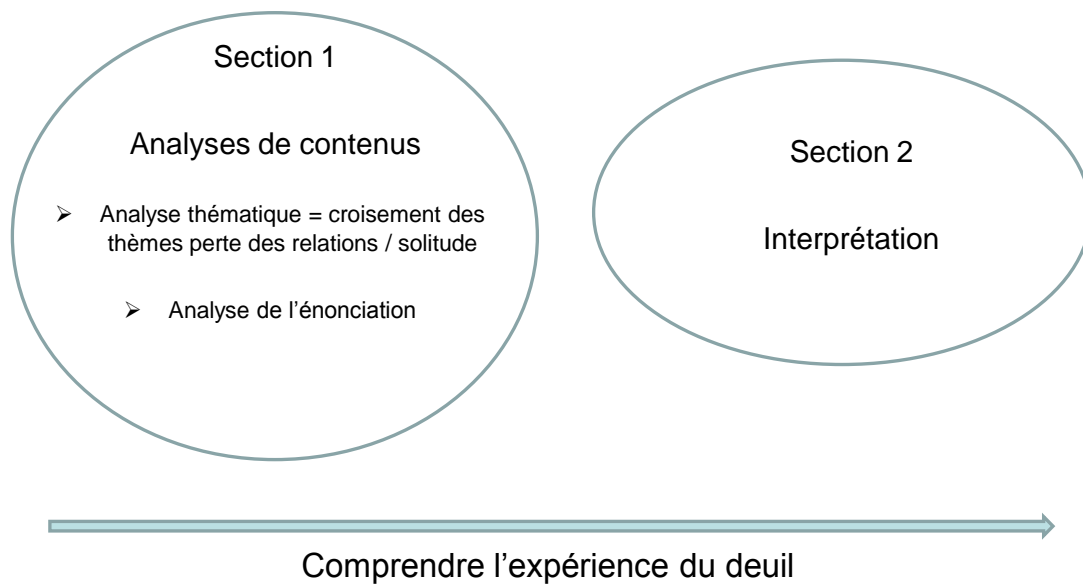 Section 1
Analyses de contenus
➢ Analyse thématique = croisement des
thèmes perte des relations / solitude
➢ Analyse de l’énonciation
Section 2
Interprétation
Comprendre l’expérience du deuil